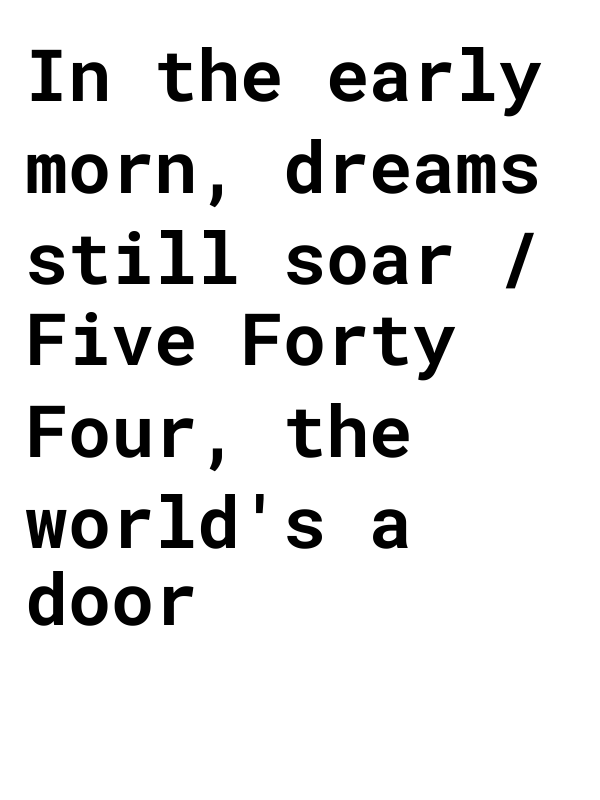 In the early
morn, dreams
still soar /
Five Forty
Four, the
world's a
door